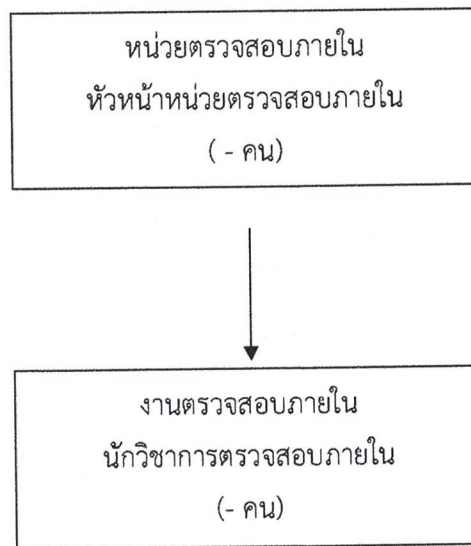 หน่วยตรวจสอบภายใน
หัวหน้าหน่วยตรวจสอบภายใน
( - คน)
งานตรวจสอบภายใน
นักวิชาการตรวจสอบภายใน
(- คน)